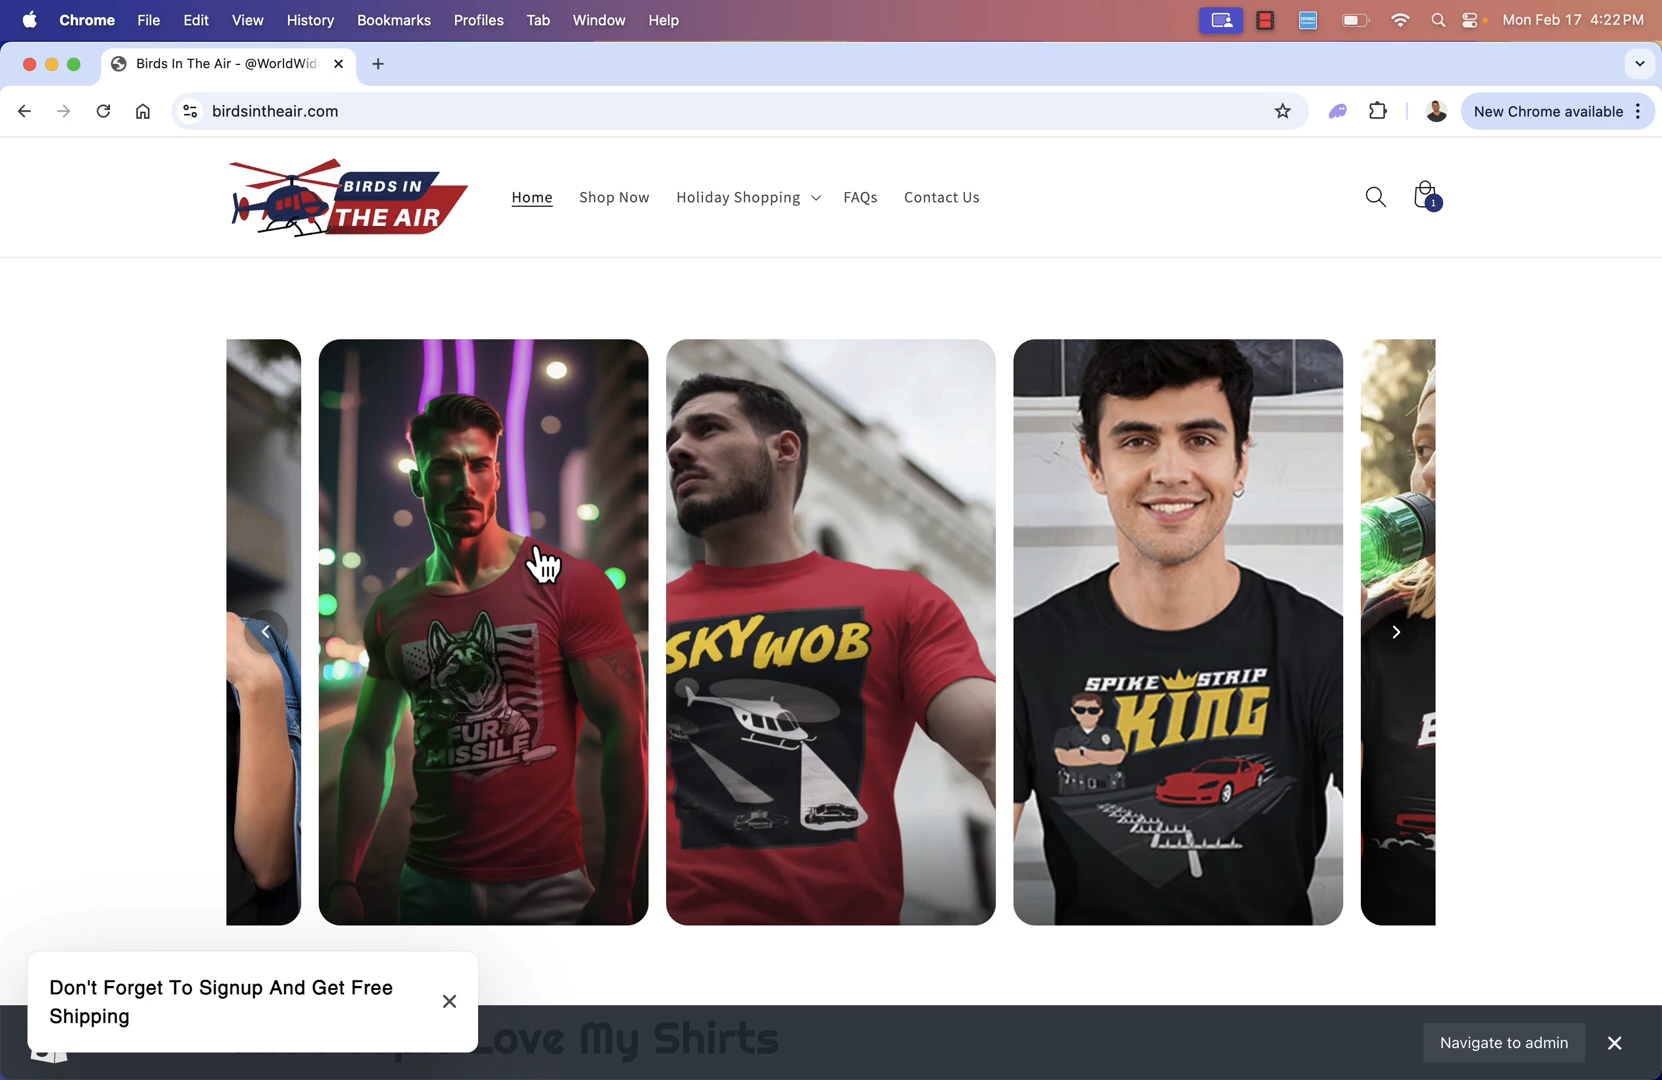 Chrome File Edit View History Bookmarks Profiles Tab Window Help
Mon Feb 17 4:22 PM
Birds In The Air - @WorldWid
birdsintheair.com
New Chrome available
BIRDS IN
THE AIR
Home Shop Now Holiday Shopping FAQs Contact Us
1
FUR
MISSILE
SKYWOB
SPIKE STRIP
KING
Don't Forget To Signup And Get Free
Shipping
Love My Shirts
Navigate to admin